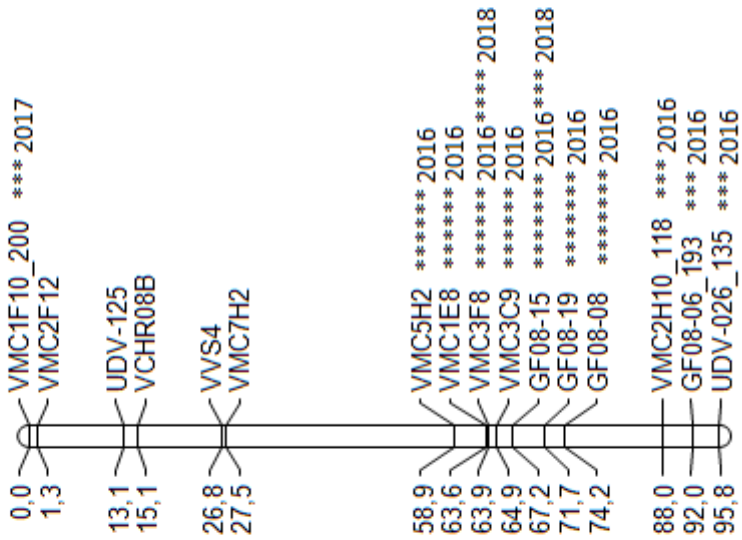 0,0 VMC1F10_200 *** 2017
1,3 VMC2F12
13,1 UDV-125
15,1 VCHR08B
26,8 VVS4
27,5 VMC7H2
58,9 VMC5H2 ******* 2016
63,6 VMC1E8 ******* 2016
63,9 VMC3F8 ******* 2016 **** 2018
64,9 VMC3C9 ******* 2016
67,2 GF08-15 ******** 2016 *** 2018
71,7 GF08-19 ******** 2016
74,2 GF08-08 ******** 2016
88,0 VMC2H10_118 *** 2016
92,0 GF08-06_193 *** 2016
95,8 UDV-026_135 *** 2016